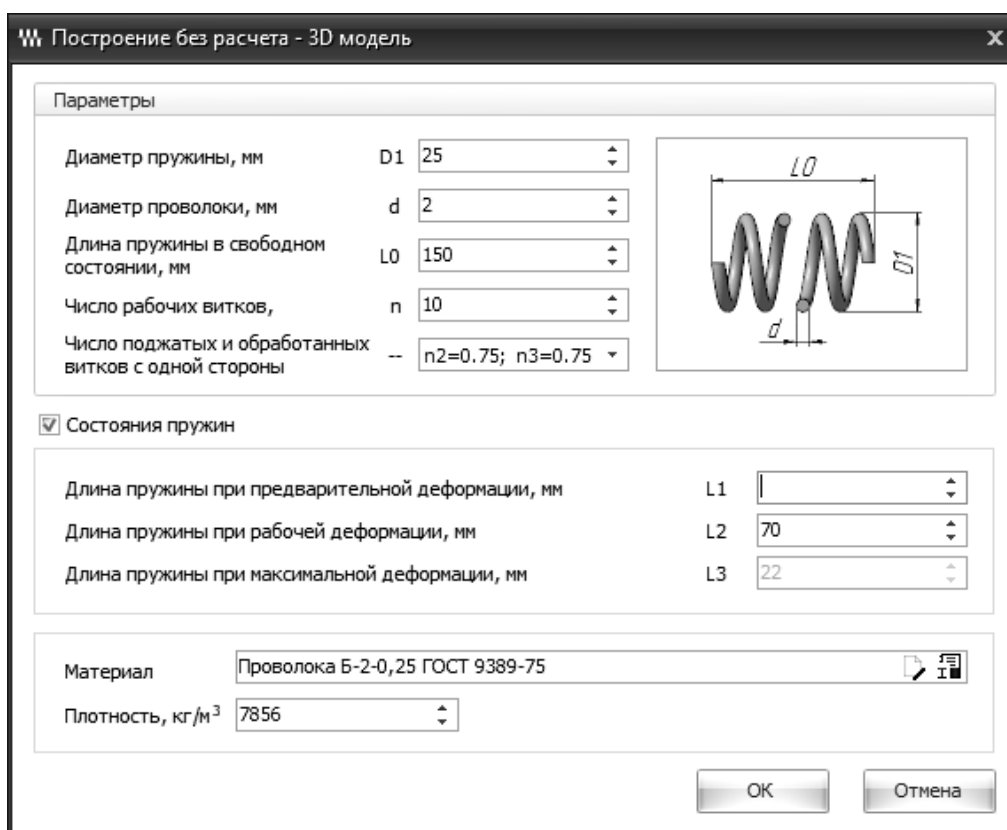 Построение без расчета - 3D модель
Параметры
Диаметр пружины, мм D1 25
Диаметр проволоки, мм d 2
Длина пружины в свободном
состоянии, мм L0 150
Число рабочих витков, n 10
Число поджатых и обработанных
витков с одной стороны -- n2=0.75; n3=0.75
L0
D1
d
Состояния пружин
Длина пружины при предварительной деформации, мм L1
Длина пружины при рабочей деформации, мм L2 70
Длина пружины при максимальной деформации, мм L3 22
Материал Проволока Б-2-0,25 ГОСТ 9389-75
Плотность, кг/м³ 7856
ОК Отмена